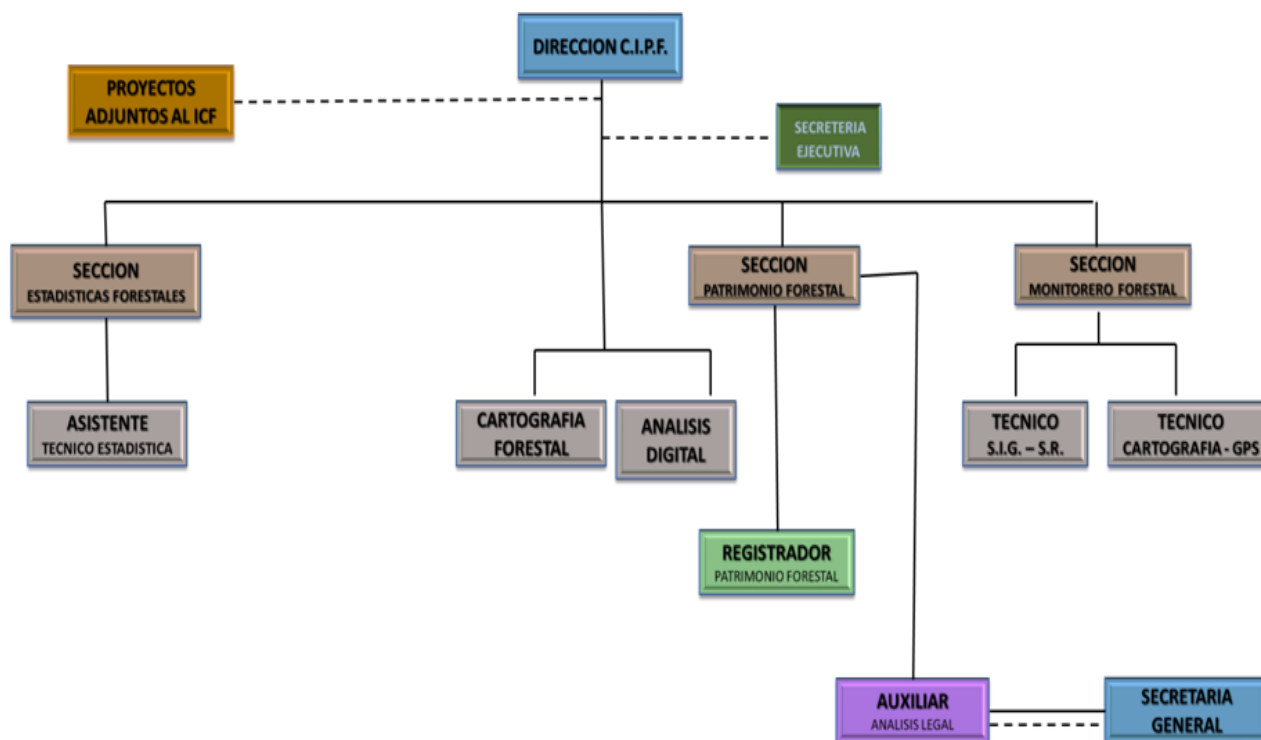 DIRECCION C.I.P.F.
PROYECTOS
ADJUNTOS AL ICF
SECRETERIA
EJECUTIVA
SECCION
ESTADISTICAS FORESTALES
SECCION
PATRIMONIO FORESTAL
SECCION
MONITORERO FORESTAL
ASISTENTE
TECNICO ESTADISTICA
CARTOGRAFIA
FORESTAL
ANALISIS
DIGITAL
TECNICO
S.I.G. – S.R.
TECNICO
CARTOGRAFIA - GPS
REGISTRADOR
PATRIMONIO FORESTAL
AUXILIAR
ANALISIS LEGAL
SECRETARIA
GENERAL